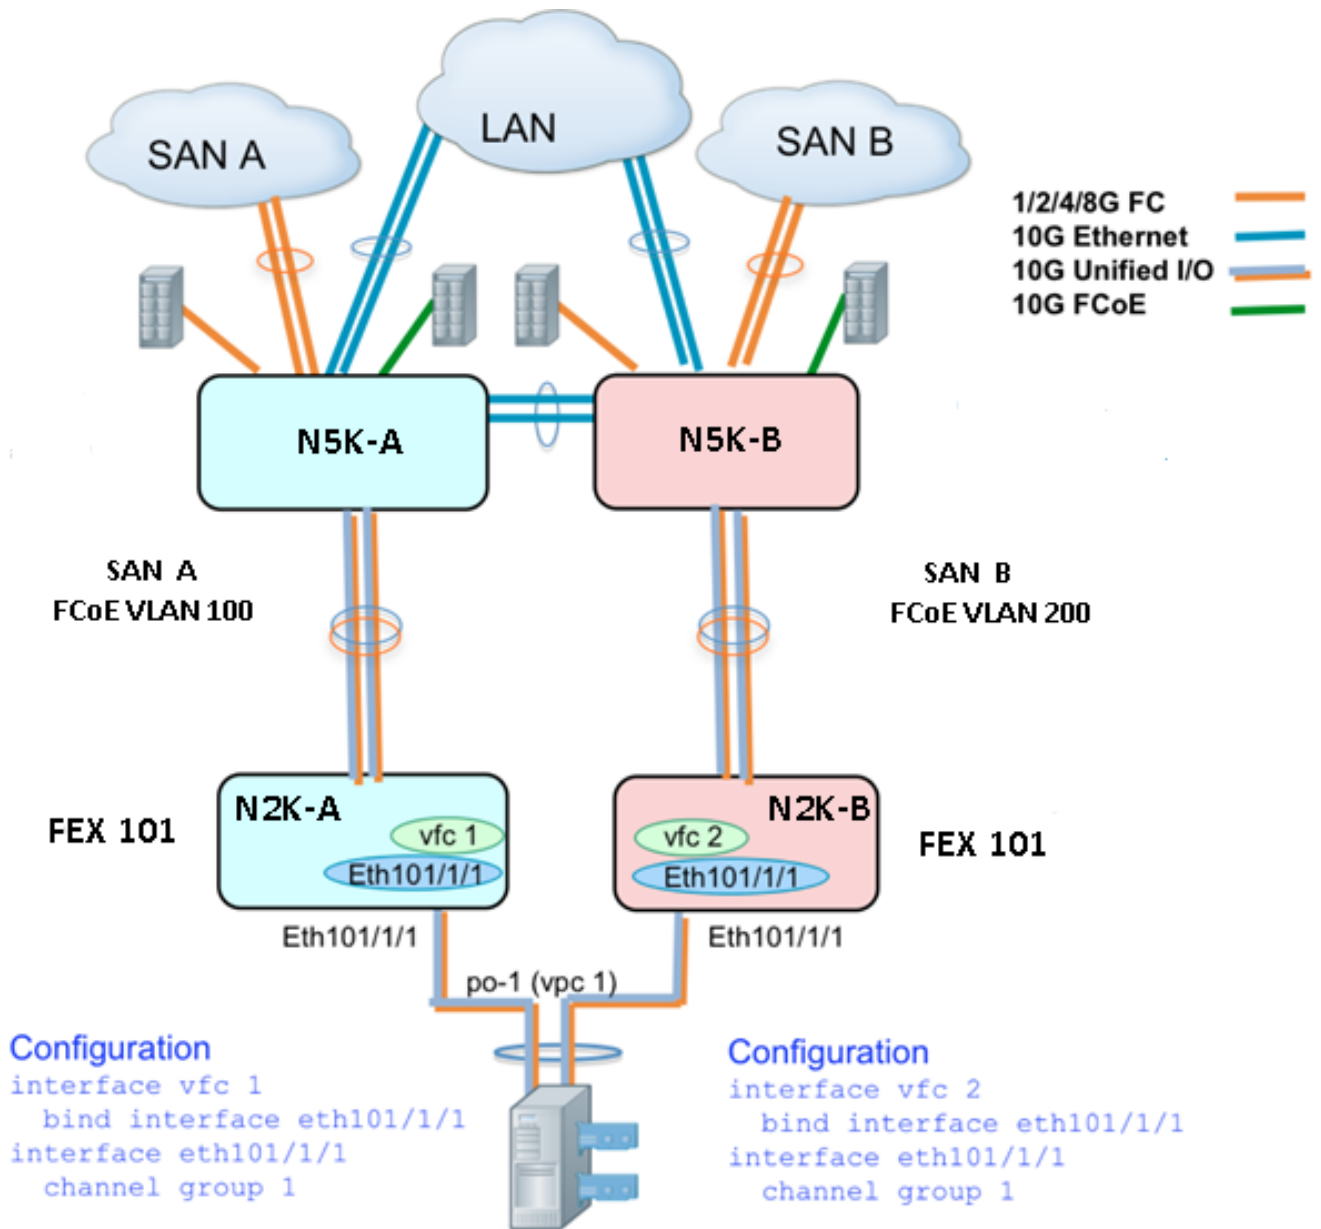 LAN
SAN A
SAN B
1/2/4/8G FC
10G Ethernet
10G Unified I/O
10G FCoE
N5K-A
N5K-B
SAN A
FCoE VLAN 100
SAN B
FCoE VLAN 200
N2K-A
N2K-B
FEX 101
vfc 1
Eth101/1/1
vfc 2
Eth101/1/1
FEX 101
Eth101/1/1
Eth101/1/1
po-1 (vpc 1)
Configuration
interface vfc 1
bind interface eth101/1/1
interface eth101/1/1
channel group 1
Configuration
interface vfc 2
bind interface eth101/1/1
interface eth101/1/1
channel group 1